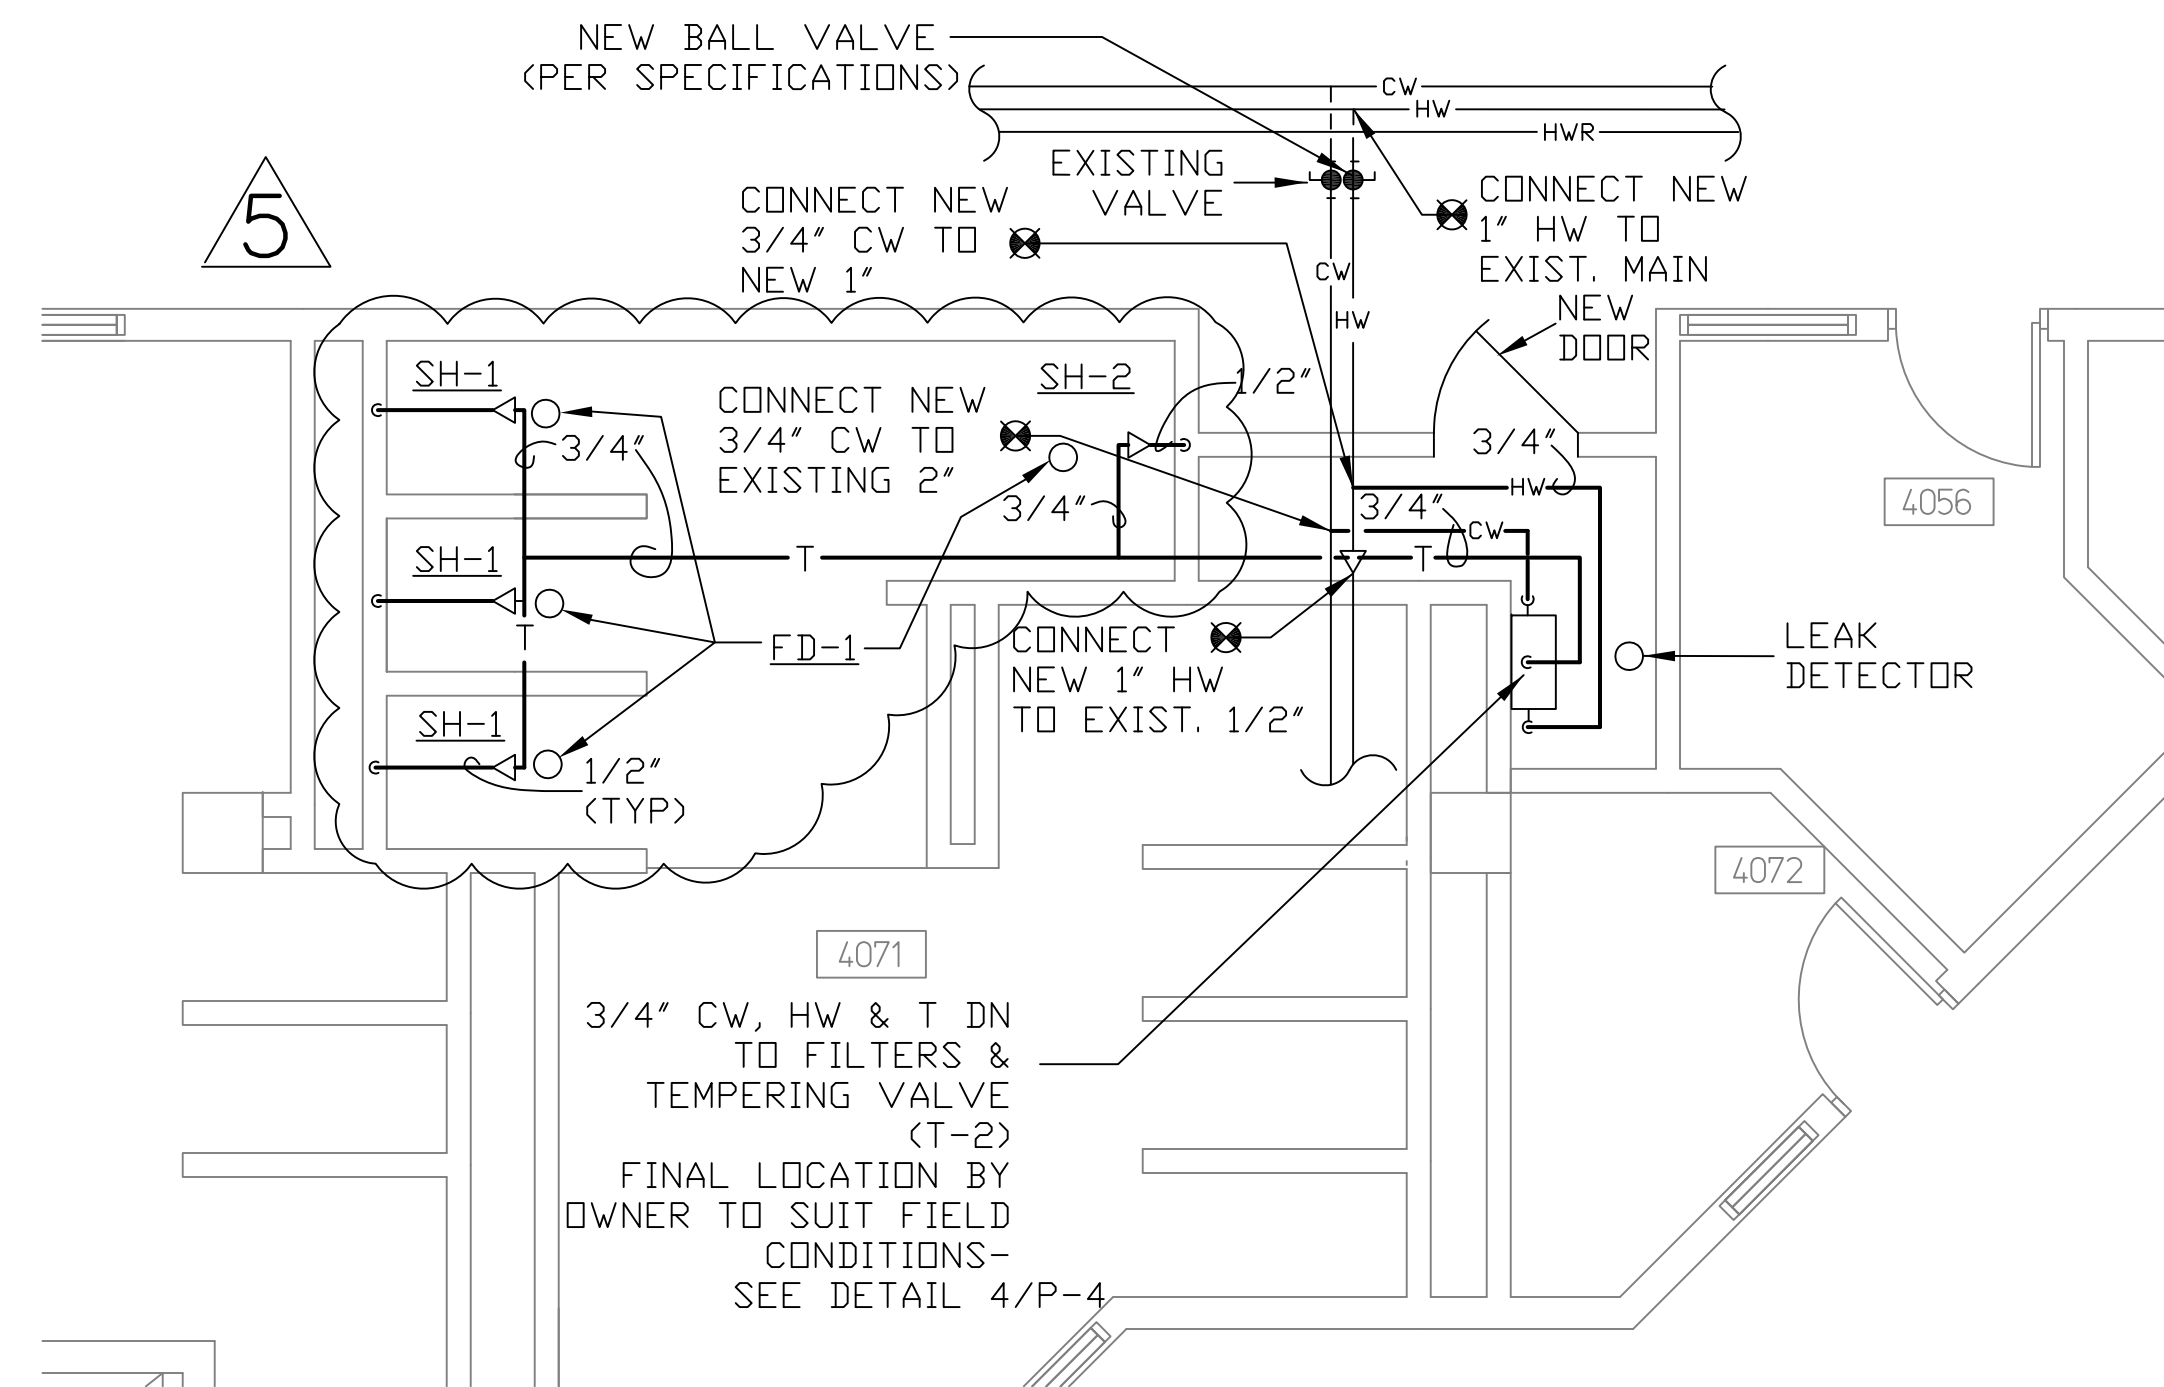 NEW BALL VALVE
(PER SPECIFICATIONS)
CW
HW
HWR
5
EXISTING
VALVE
CONNECT NEW
3/4" CW TO
NEW 1"
CONNECT NEW
1" HW TO
EXIST. MAIN
CW
HW
NEW
DOOR
SH-1
CONNECT NEW
3/4" CW TO
EXISTING 2"
SH-2
1/2"
3/4"
3/4"
3/4"
HW
3/4"
CW
4056
SH-1
T
T
T
FD-1
CONNECT
NEW 1" HW
TO EXIST. 1/2"
LEAK
DETECTOR
SH-1
1/2"
(TYP)
4072
4071
3/4" CW, HW & T DN
TO FILTERS &
TEMPERING VALVE
(T-2)
FINAL LOCATION BY
OWNER TO SUIT FIELD
CONDITIONS-
SEE DETAIL 4/P-4